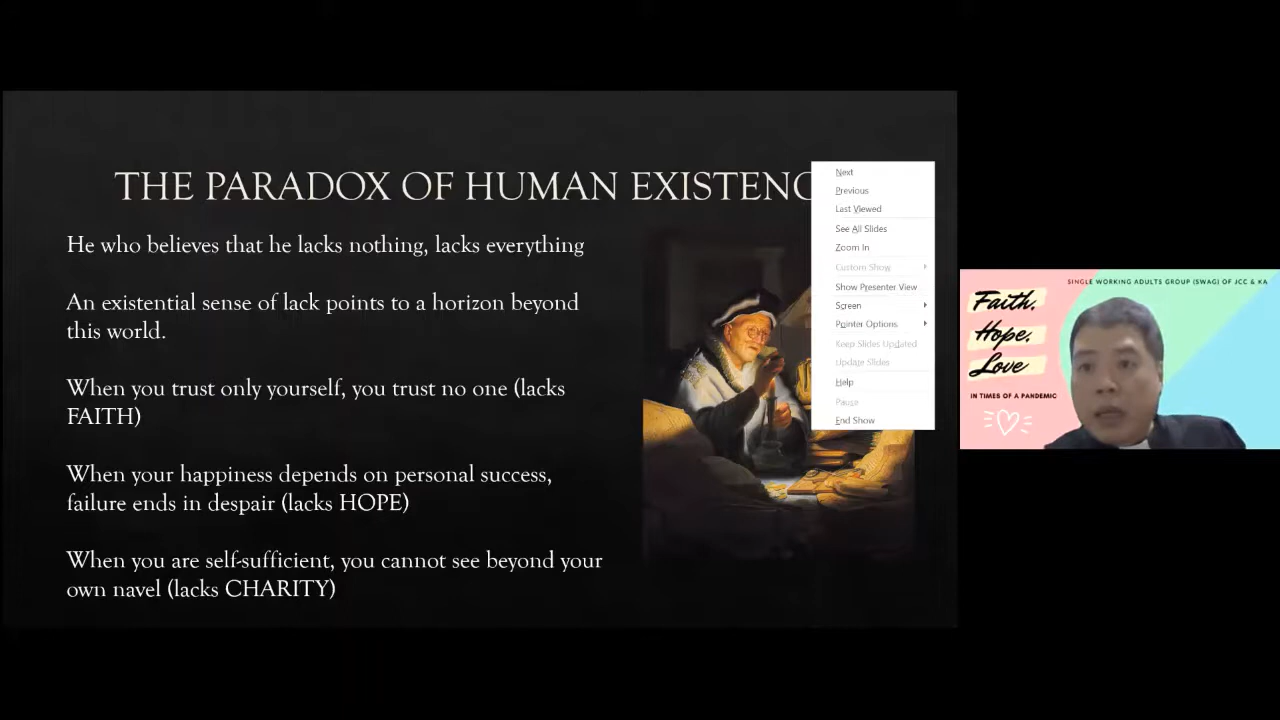 THE PARADOX OF HUMAN EXISTENC
He who believes that he lacks nothing, lacks everything
An existential sense of lack points to a horizon beyond
this world.
When you trust only yourself, you trust no one (lacks
FAITH)
When your happiness depends on personal success,
failure ends in despair (lacks HOPE)
When you are self-sufficient, you cannot see beyond your
own navel (lacks CHARITY)
Next
Previous
Last Viewed
See All Slides
Zoom In
Custom Show
Show Presenter View
Screen
Pointer Options
Keep Slides Updated
Update Slides
Help
Pause
End Show
SINGLE WORKING ADULTS GROUP (SWAG) OF JCC & KA
Faith.
Hope.
Love
IN TIMES OF A PANDEMIC